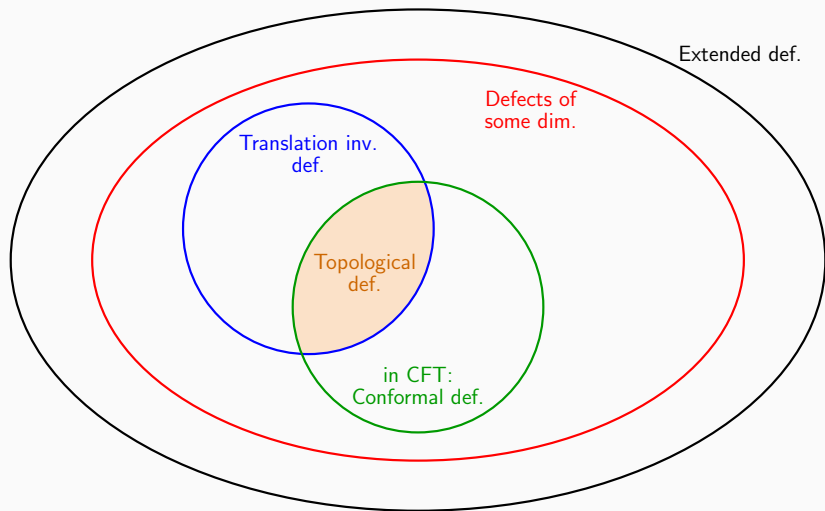 Extended def.
Defects of
some dim.
Translation inv.
def.
Topological
def.
in CFT:
Conformal def.